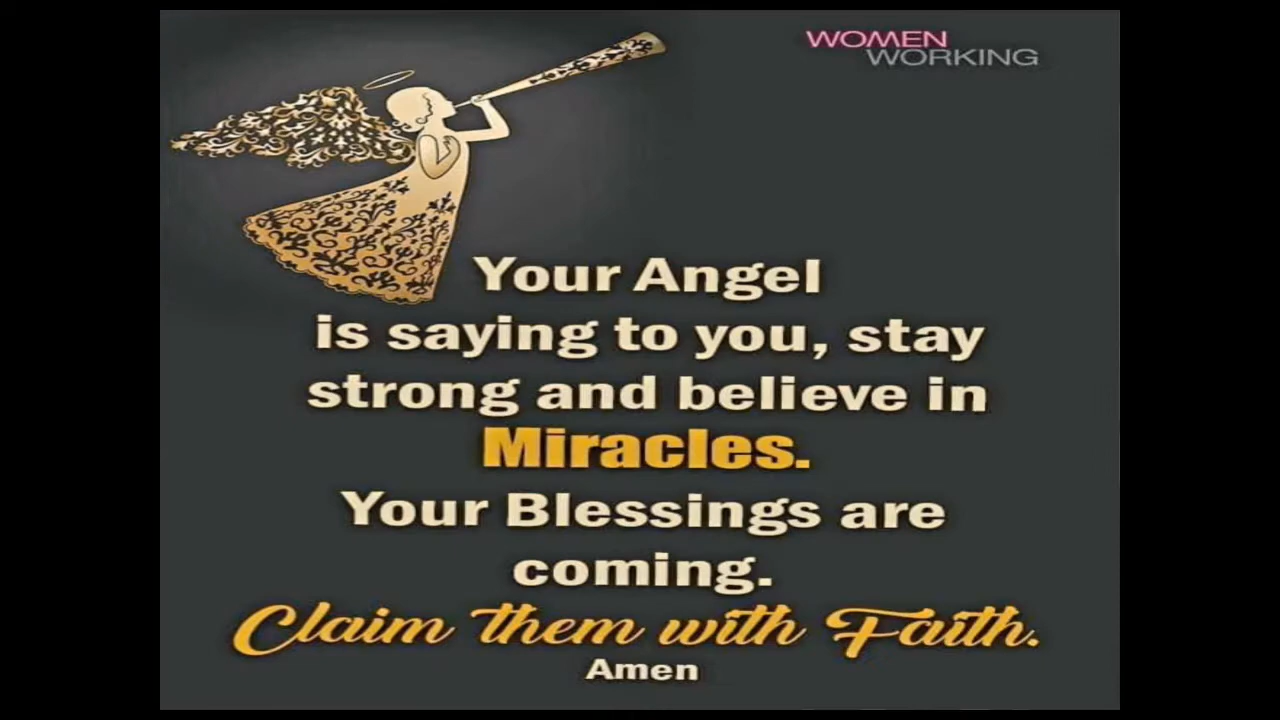 WOMEN
WORKING
Your Angel
is saying to you, stay
strong and believe in
Miracles.
Your Blessings are
coming.
Claim them with Faith.
Amen